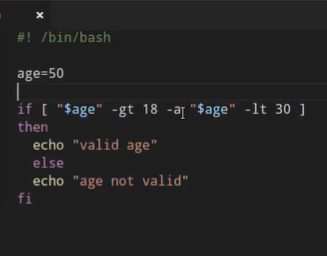 #! /bin/bash
age=50
if [ "$age" -gt 18 -a "$age" -lt 30 ]
then
echo "valid age"
else
echo "age not valid"
fi